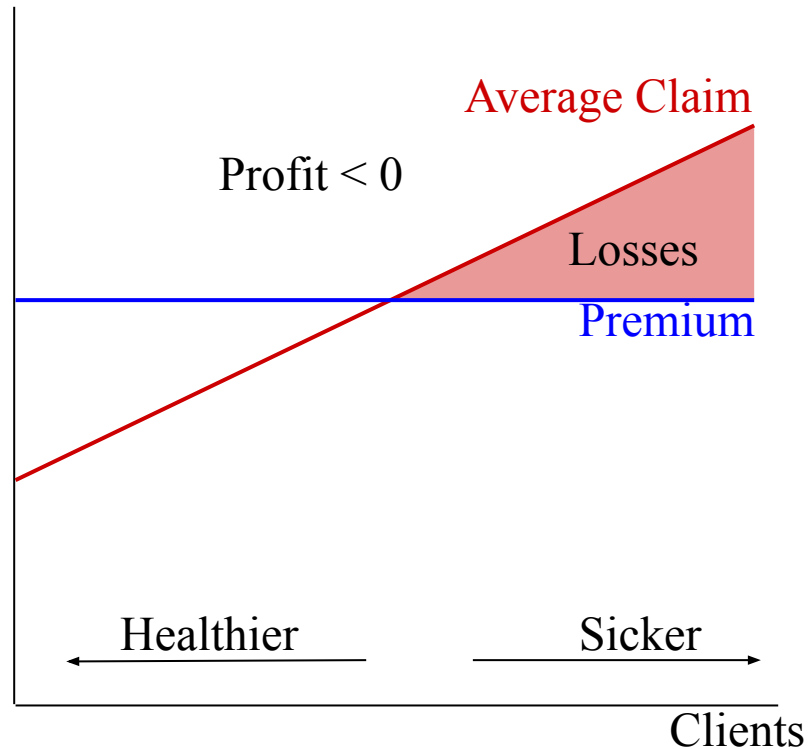 Average Claim
Profit < 0
Losses
Premium
Healthier
Sicker
Clients